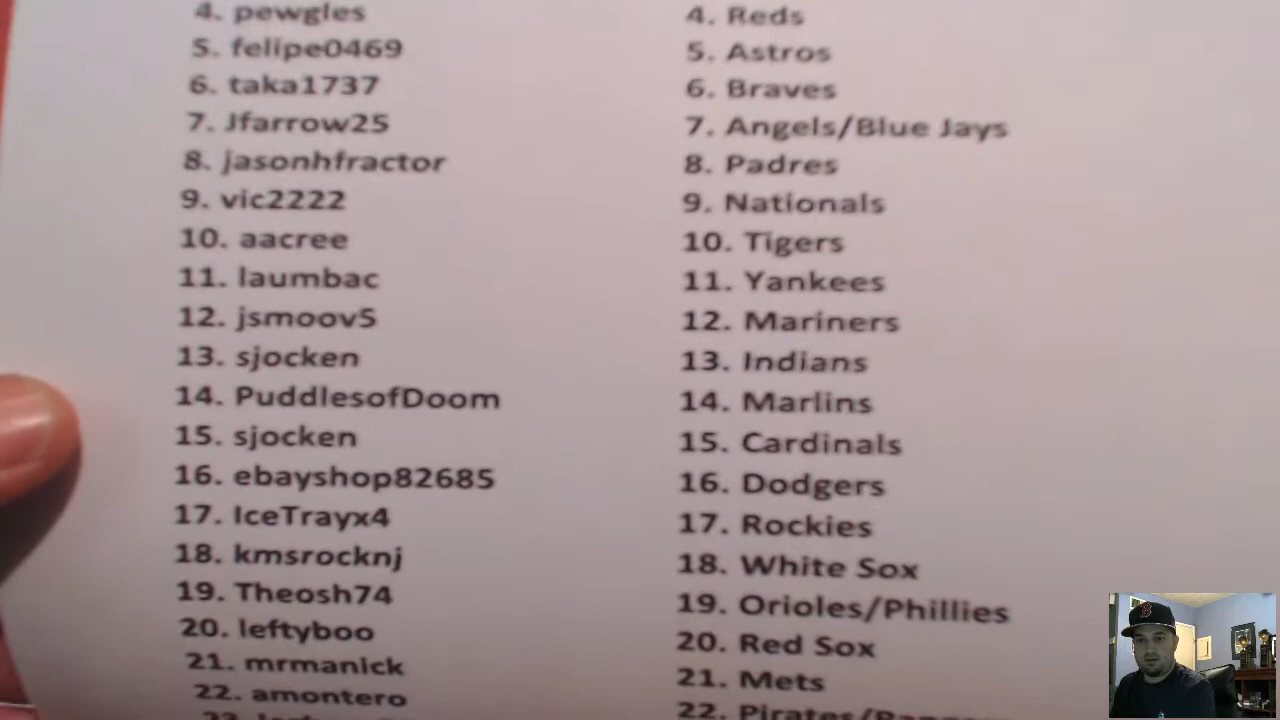 4. pewgles
5. felipe0469
6. taka1737
7. Jfarrow25
8. jasonhfractor
9. vic2222
10. aacree
11. laumbac
12. jsmoov5
13. sjocken
14. PuddlesofDoom
15. sjocken
16. ebayshop82685
17. IceTrayx4
18. kmsrocknj
19. Theosh74
20. leftyboo
21. mrmanick
22. amontero
4. Reds
5. Astros
6. Braves
7. Angels/Blue Jays
8. Padres
9. Nationals
10. Tigers
11. Yankees
12. Mariners
13. Indians
14. Marlins
15. Cardinals
16. Dodgers
17. Rockies
18. White Sox
19. Orioles/Phillies
20. Red Sox
21. Mets
22.